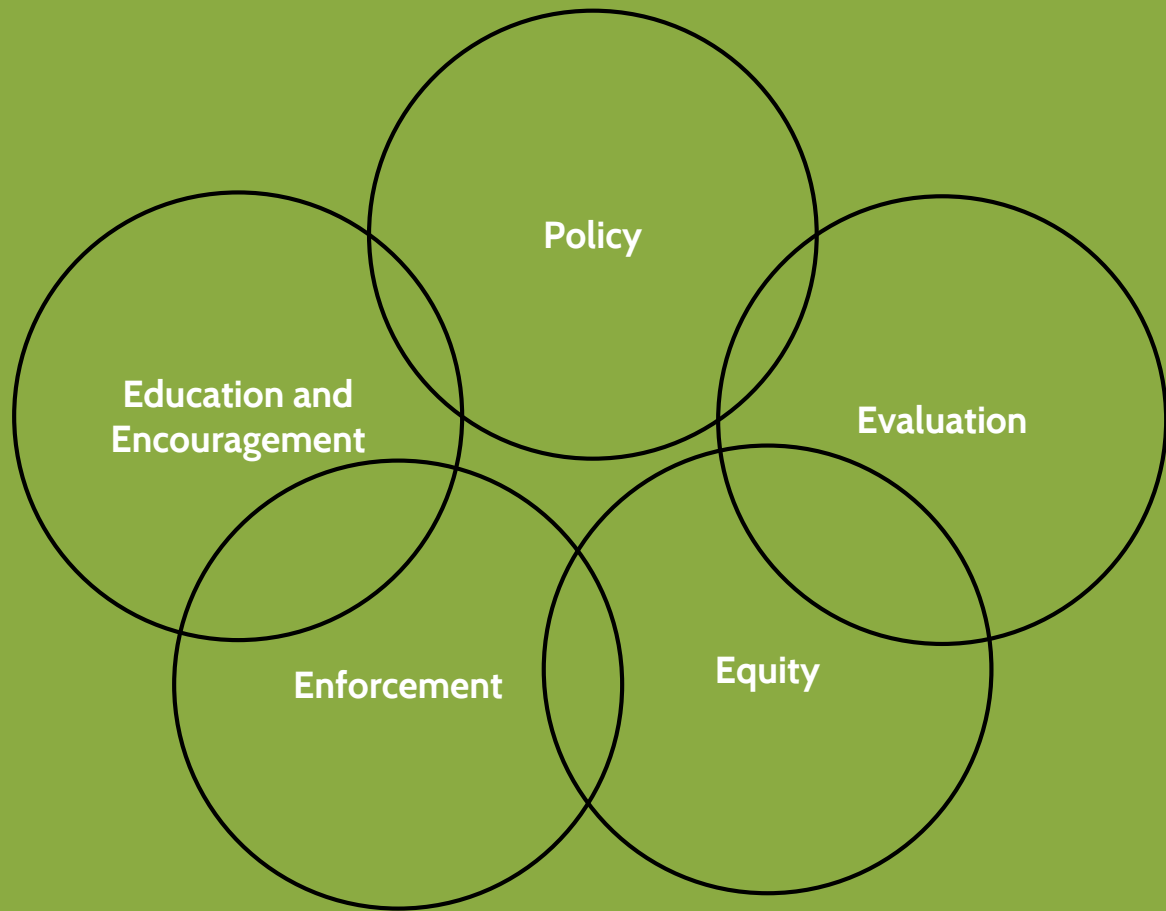 Policy
Education and
Encouragement
Evaluation
Enforcement
Equity